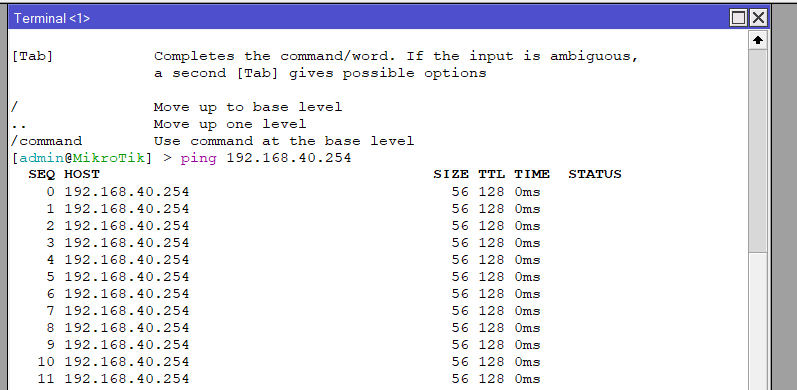 Terminal <1>
[Tab] Completes the command/word. If the input is ambiguous,
a second [Tab] gives possible options
/ Move up to base level
.. Move up one level
/command Use command at the base level
[admin@MikroTik] > ping 192.168.40.254
SEQ HOST SIZE TTL TIME STATUS
0 192.168.40.254 56 128 0ms
1 192.168.40.254 56 128 0ms
2 192.168.40.254 56 128 0ms
3 192.168.40.254 56 128 0ms
4 192.168.40.254 56 128 0ms
5 192.168.40.254 56 128 0ms
6 192.168.40.254 56 128 0ms
7 192.168.40.254 56 128 0ms
8 192.168.40.254 56 128 0ms
9 192.168.40.254 56 128 0ms
10 192.168.40.254 56 128 0ms
11 192.168.40.254 56 128 0ms